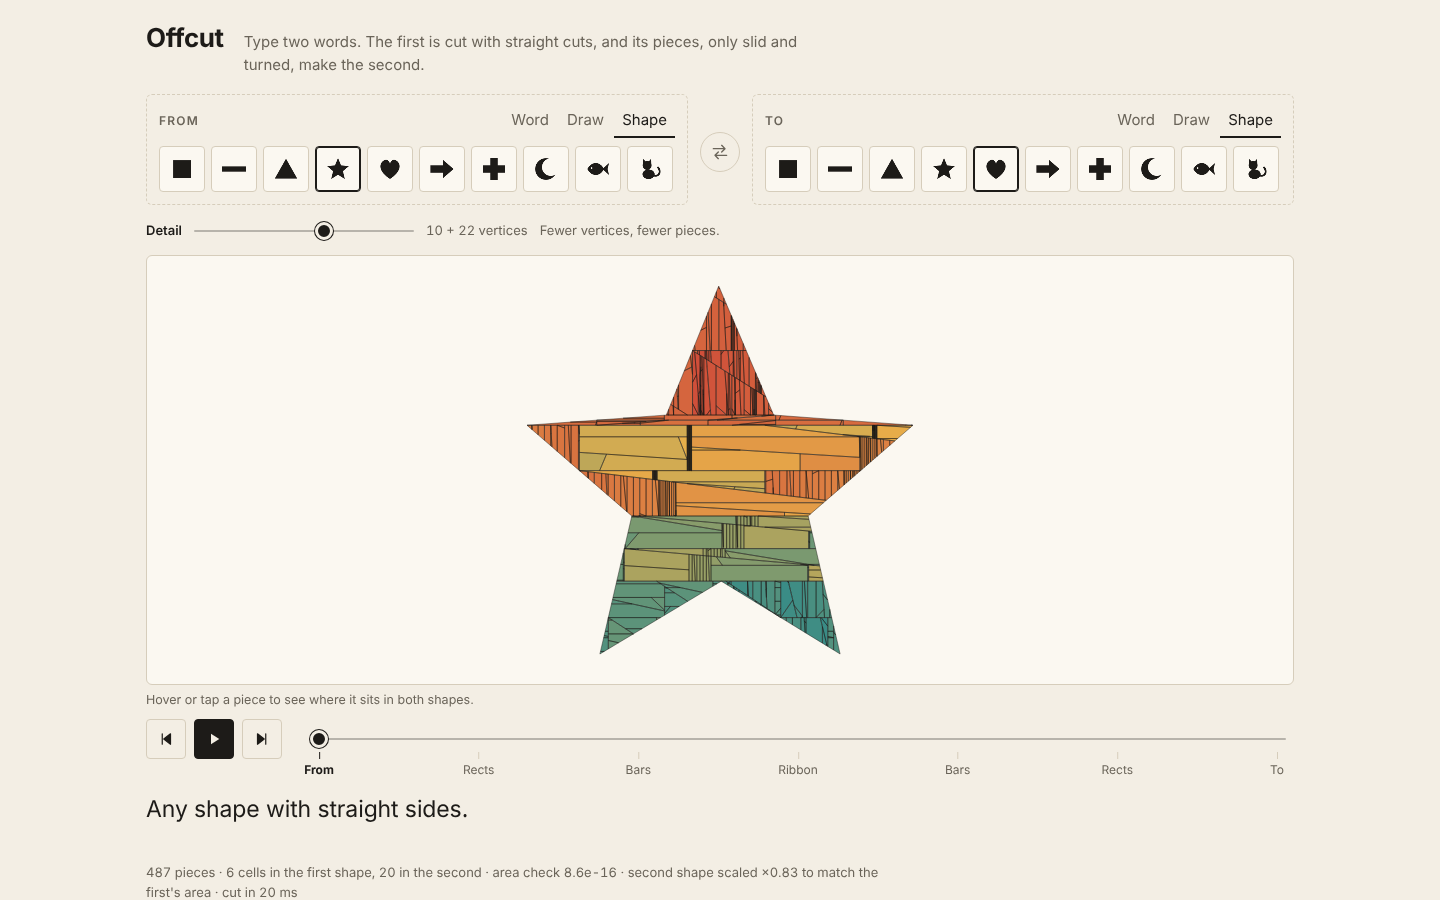 Offcut
Type two words. The first is cut with straight cuts, and its pieces, only slid and
turned, make the second.
FROM
Word Draw Shape
TO
Word Draw Shape
Detail
10 + 22 vertices
Fewer vertices, fewer pieces.
Hover or tap a piece to see where it sits in both shapes.
From Rects Bars Ribbon Bars Rects To
Any shape with straight sides.
487 pieces · 6 cells in the first shape, 20 in the second · area check 8.6e-16 · second shape scaled ×0.83 to match the
first's area · cut in 20 ms